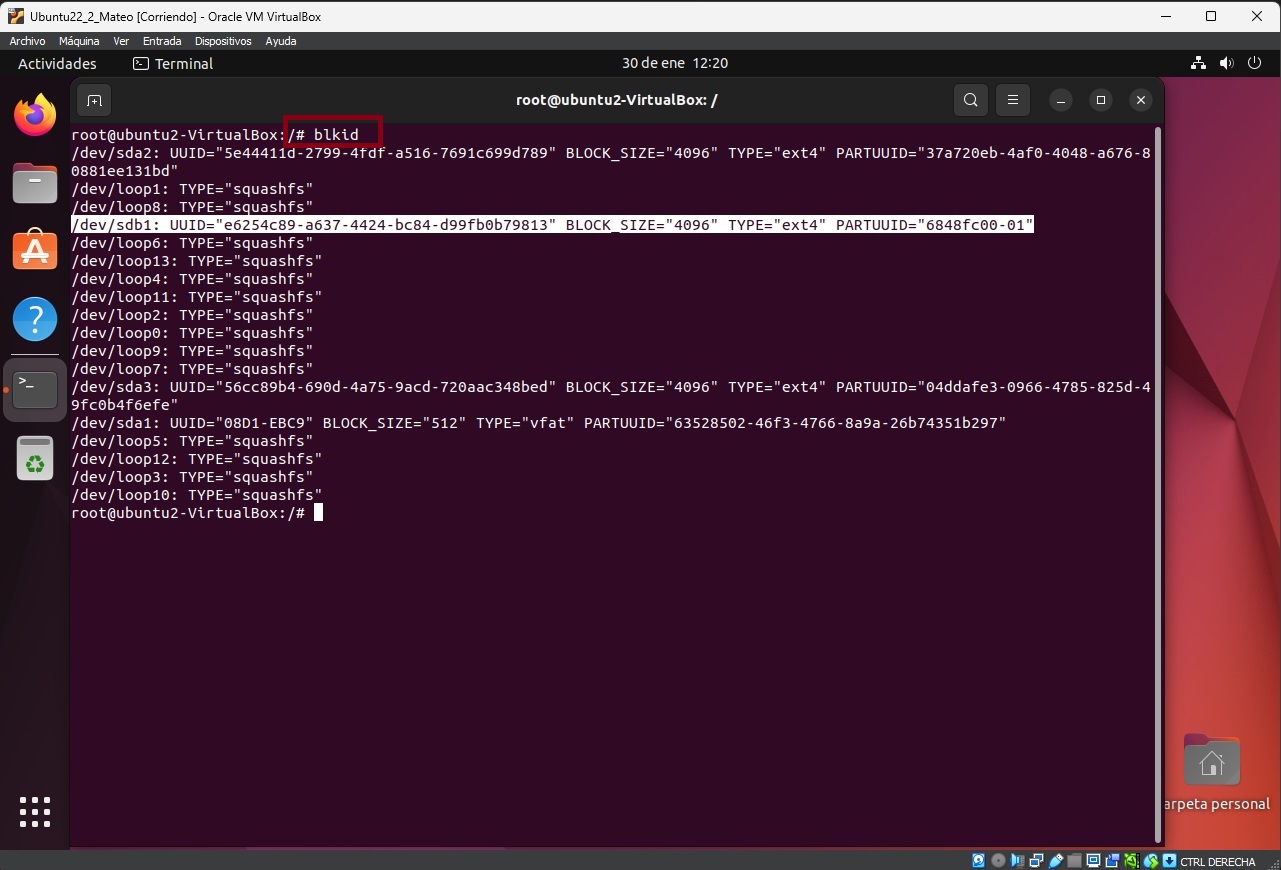 Ubuntu22_2_Mateo [Corriendo] - Oracle VM VirtualBox
Archivo Máquina Ver Entrada Dispositivos Ayuda
Actividades Terminal 30 de ene 12:20
root@ubuntu2-VirtualBox: /
root@ubuntu2-VirtualBox:/# blkid
/dev/sda2: UUID="5e44411d-2799-4fdf-a516-7691c699d789" BLOCK_SIZE="4096" TYPE="ext4" PARTUUID="37a720eb-4af0-4048-a676-8
0881ee131bd"
/dev/loop1: TYPE="squashfs"
/dev/loop8: TYPE="squashfs"
/dev/sdb1: UUID="e6254c89-a637-4424-bc84-d99fb0b79813" BLOCK_SIZE="4096" TYPE="ext4" PARTUUID="6848fc00-01"
/dev/loop6: TYPE="squashfs"
/dev/loop13: TYPE="squashfs"
/dev/loop4: TYPE="squashfs"
/dev/loop11: TYPE="squashfs"
/dev/loop2: TYPE="squashfs"
/dev/loop0: TYPE="squashfs"
/dev/loop9: TYPE="squashfs"
/dev/loop7: TYPE="squashfs"
/dev/sda3: UUID="56cc89b4-690d-4a75-9acd-720aac348bed" BLOCK_SIZE="4096" TYPE="ext4" PARTUUID="04ddafe3-0966-4785-825d-4
9fc0b4f6efe"
/dev/sda1: UUID="08D1-EBC9" BLOCK_SIZE="512" TYPE="vfat" PARTUUID="63528502-46f3-4766-8a9a-26b74351b297"
/dev/loop5: TYPE="squashfs"
/dev/loop12: TYPE="squashfs"
/dev/loop3: TYPE="squashfs"
/dev/loop10: TYPE="squashfs"
root@ubuntu2-VirtualBox:/#
arpeta personal
CTRL DERECHA